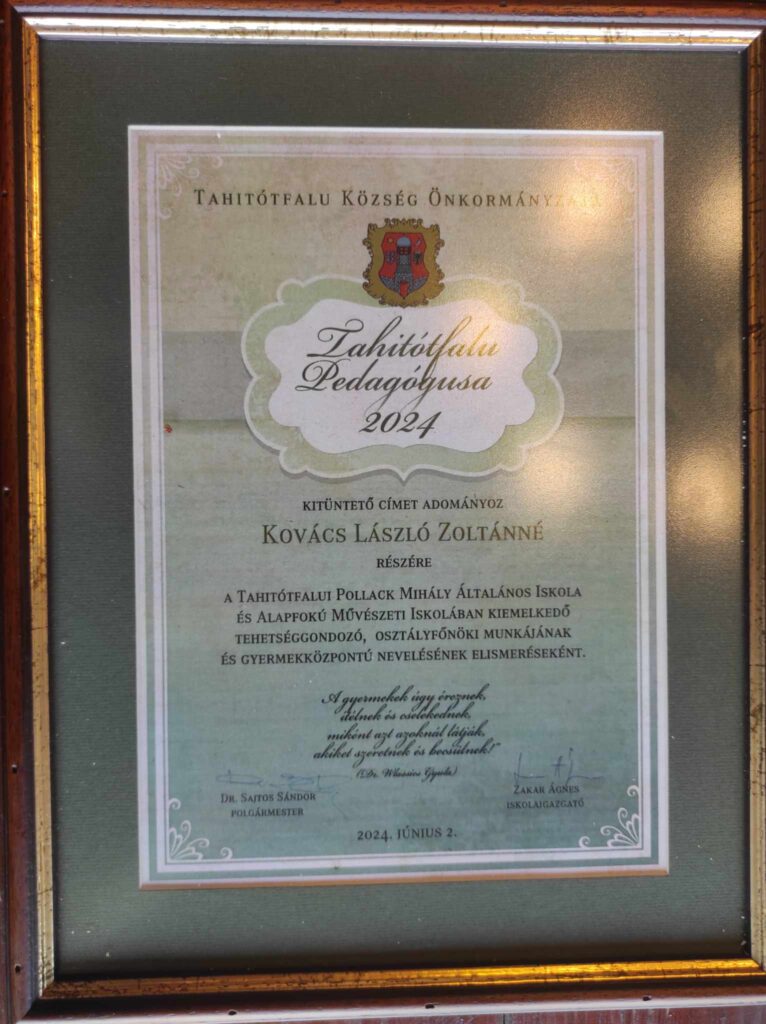 Tahitótfalu Község Önkormányzata
Tahitótfalu
Pedagógusa
2024
kitüntető címet adományoz
Kovács László Zoltánné
részére
a Tahitótfalui Pollack Mihály Általános Iskola
és Alapfokú Művészeti Iskolában kiemelkedő
tehetséggondozó, osztályfőnöki munkájának
és gyermekközpontú nevelésének elismeréseként.
A gyermekek úgy éreznek,
ítélnek és cselekednek,
miként azt azoknál látják,
akiket szeretnek és becsülnek!"
(Dr. Wlassics Gyula)
Dr. Sajtos Sándor
polgármester
Zakar Ágnes
iskolaigazgató
2024. június 2.